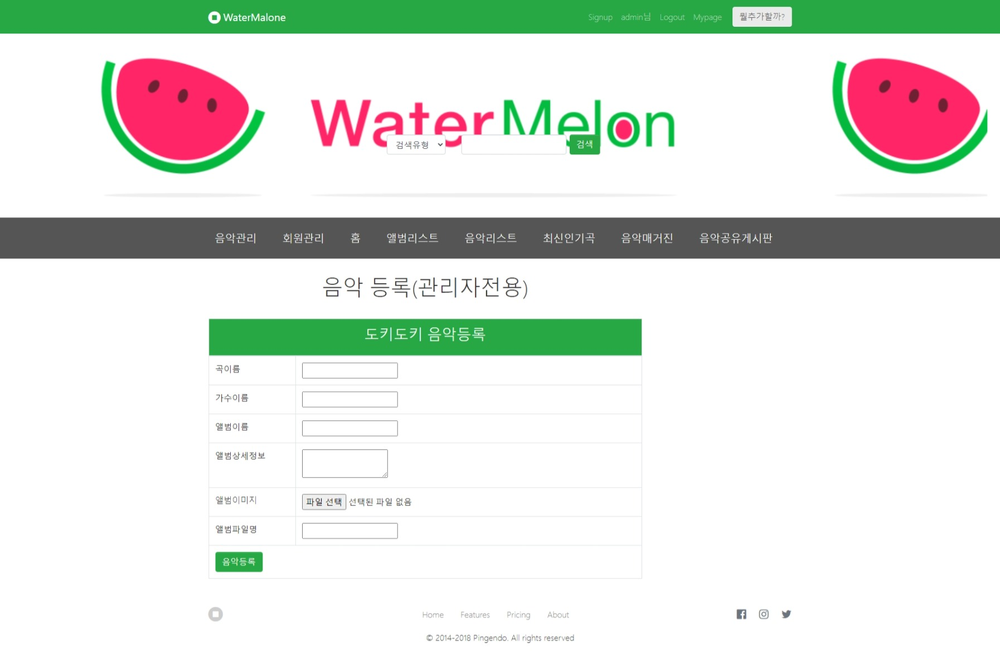 WaterMalone
Signup admin님 Logout Mypage 뭘추가할까?
WaterMelon
검색유형 검색
음악관리 회원관리 홈 앨범리스트 음악리스트 최신인기곡 음악매거진 음악공유게시판
음악 등록(관리자전용)
도키도키 음악등록
곡이름
가수이름
앨범이름
앨범상세정보
앨범이미지 파일 선택 선택된 파일 없음
앨범파일명
음악등록
Home Features Pricing About
© 2014-2018 Pingendo. All rights reserved